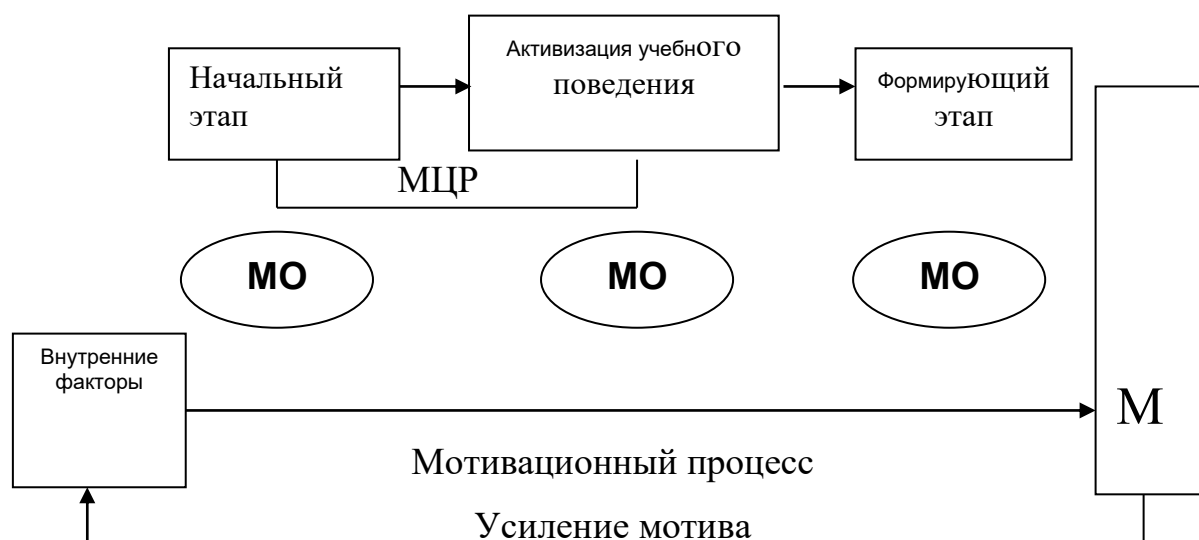 Начальный
этап
Активизация учебного
поведения
Формирующий
этап
МЦР
МО
МО
МО
Внутренние
факторы
М
Мотивационный процесс
Усиление мотива